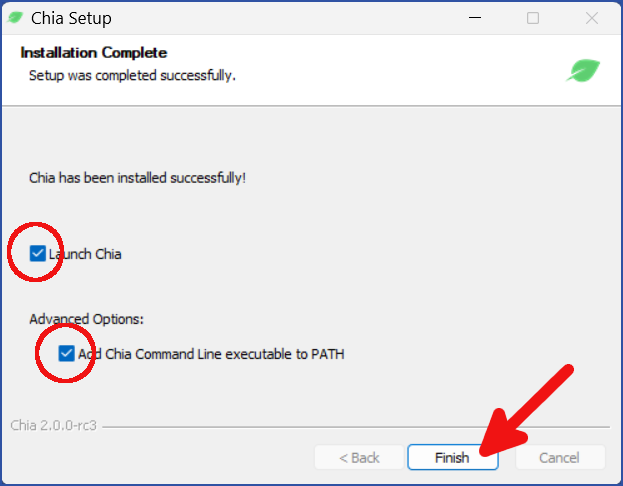 Chia Setup
Installation Complete
Setup was completed successfully.
Chia has been installed successfully!
Launch Chia
Advanced Options:
Add Chia Command Line executable to PATH
Chia 2.0.0-rc3
< Back Finish Cancel